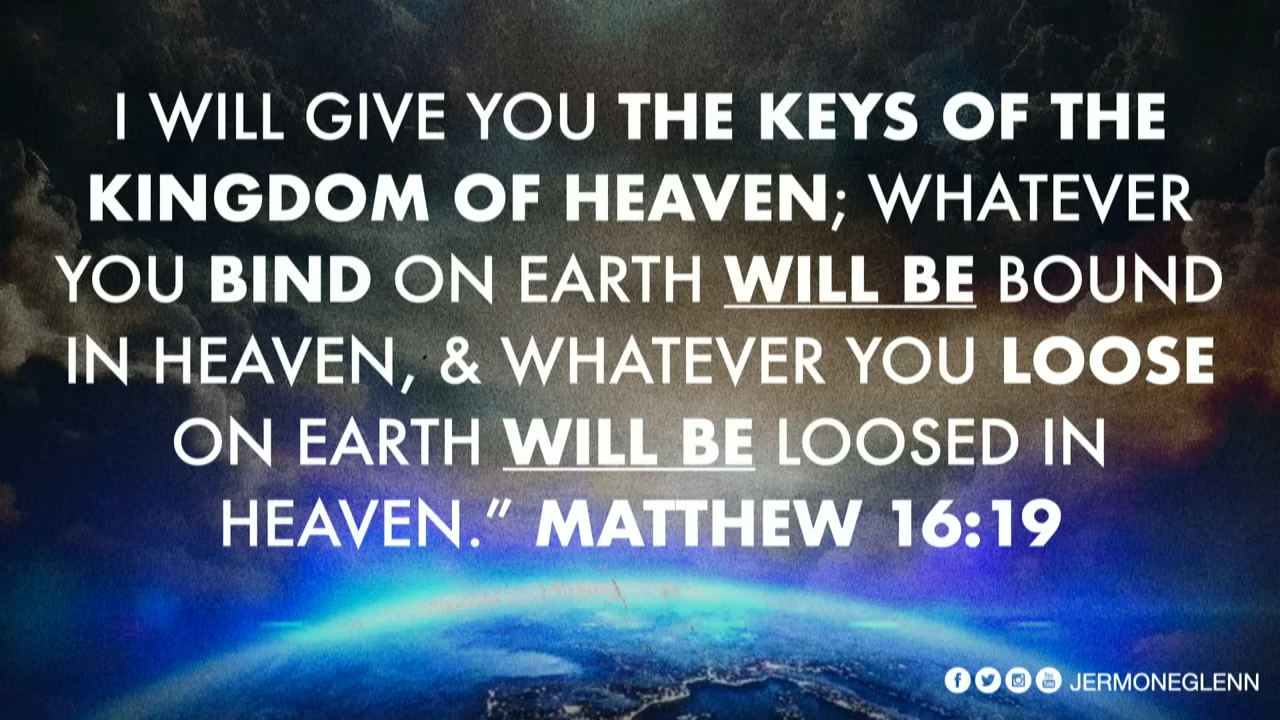 I WILL GIVE YOU THE KEYS OF THE
KINGDOM OF HEAVEN; WHATEVER
YOU BIND ON EARTH WILL BE BOUND
IN HEAVEN, & WHATEVER YOU LOOSE
ON EARTH WILL BE LOOSED IN
HEAVEN.” MATTHEW 16:19
JERMONEGLENN